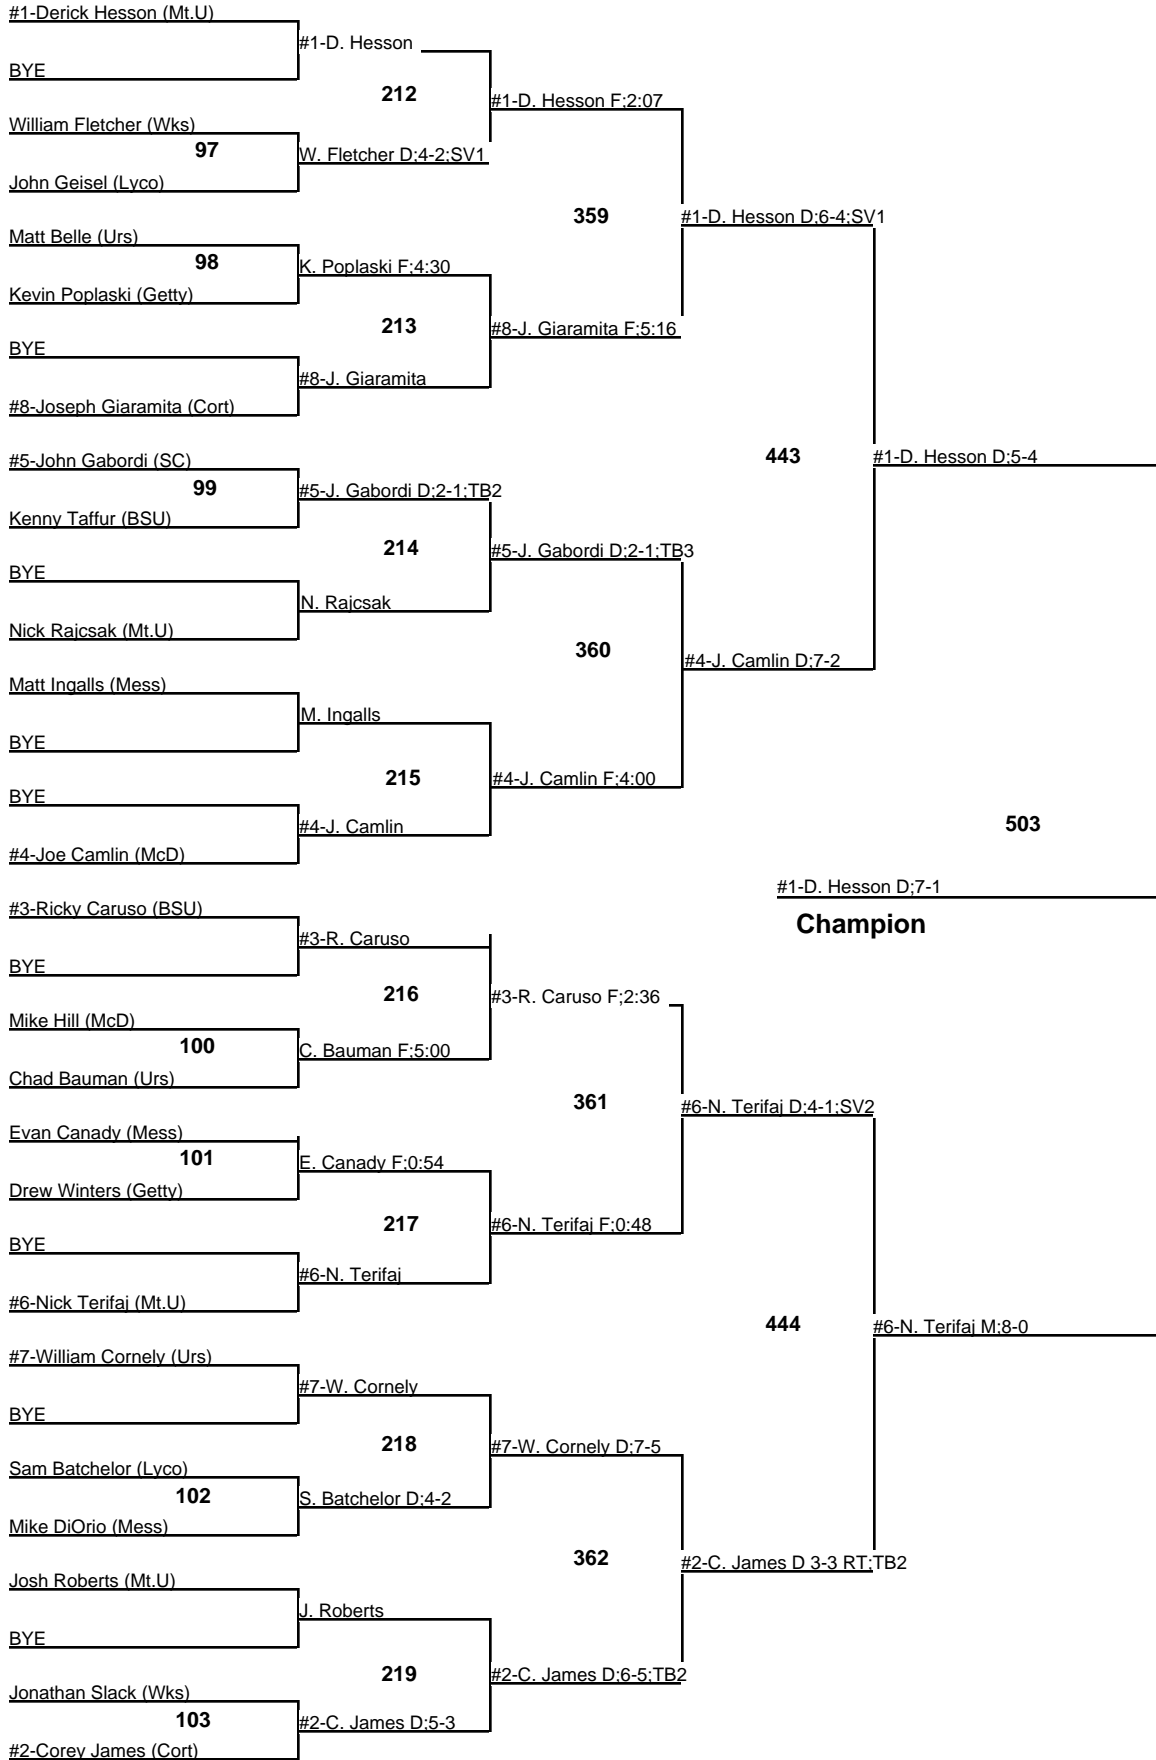 #1-Derick Hesson (Mt.U)
#1-D. Hesson
BYE
212
#1-D. Hesson F;2:07
William Fletcher (Wks)
97
W. Fletcher D;4-2;SV1
John Geisel (Lyco)
359
#1-D. Hesson D;6-4;SV1
Matt Belle (Urs)
98
K. Poplaski F;4:30
Kevin Poplaski (Getty)
213
#8-J. Giaramita F;5:16
BYE
#8-J. Giaramita
#8-Joseph Giaramita (Cort)
443
#1-D. Hesson D;5-4
#5-John Gabordi (SC)
99
#5-J. Gabordi D;2-1;TB2
Kenny Taffur (BSU)
214
#5-J. Gabordi D;2-1;TB3
BYE
N. Rajcsak
Nick Rajcsak (Mt.U)
360
#4-J. Camlin D;7-2
Matt Ingalls (Mess)
M. Ingalls
BYE
215
#4-J. Camlin F;4:00
BYE
#4-J. Camlin
#4-Joe Camlin (McD)
503
#1-D. Hesson D;7-1
Champion
#3-Ricky Caruso (BSU)
#3-R. Caruso
BYE
216
#3-R. Caruso F;2:36
Mike Hill (McD)
100
C. Bauman F;5:00
Chad Bauman (Urs)
361
#6-N. Terifaj D;4-1;SV2
Evan Canady (Mess)
101
E. Canady F;0:54
Drew Winters (Getty)
217
#6-N. Terifaj F;0:48
BYE
#6-N. Terifaj
#6-Nick Terifaj (Mt.U)
444
#6-N. Terifaj M;8-0
#7-William Cornely (Urs)
#7-W. Cornely
BYE
218
#7-W. Cornely D;7-5
Sam Batchelor (Lyco)
102
S. Batchelor D;4-2
Mike DiOrio (Mess)
362
#2-C. James D 3-3 RT;TB2
Josh Roberts (Mt.U)
J. Roberts
BYE
219
#2-C. James D;6-5;TB2
Jonathan Slack (Wks)
103
#2-C. James D;5-3
#2-Corey James (Cort)